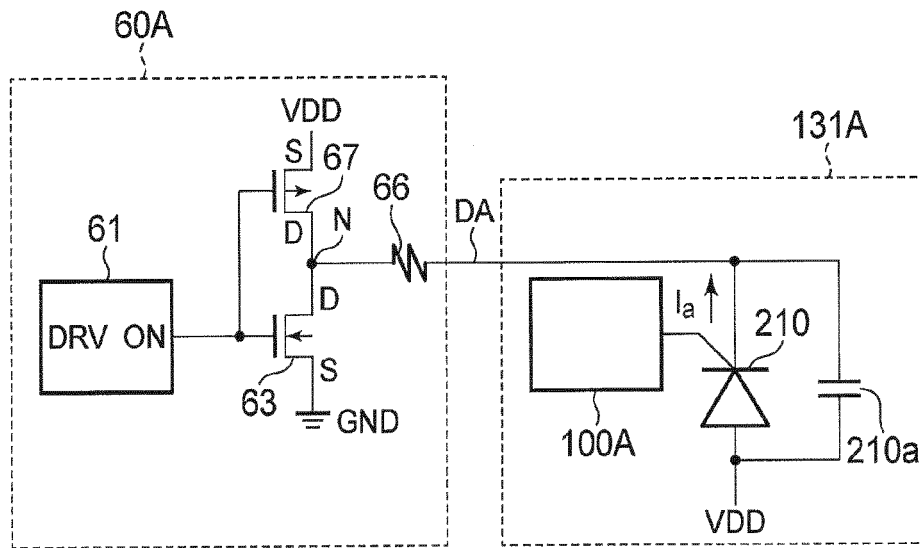 60A
VDD
S
67
D
N
66
DA
131A
61
DRV ON
D
S
63
GND
Ia
210
100A
210a
VDD